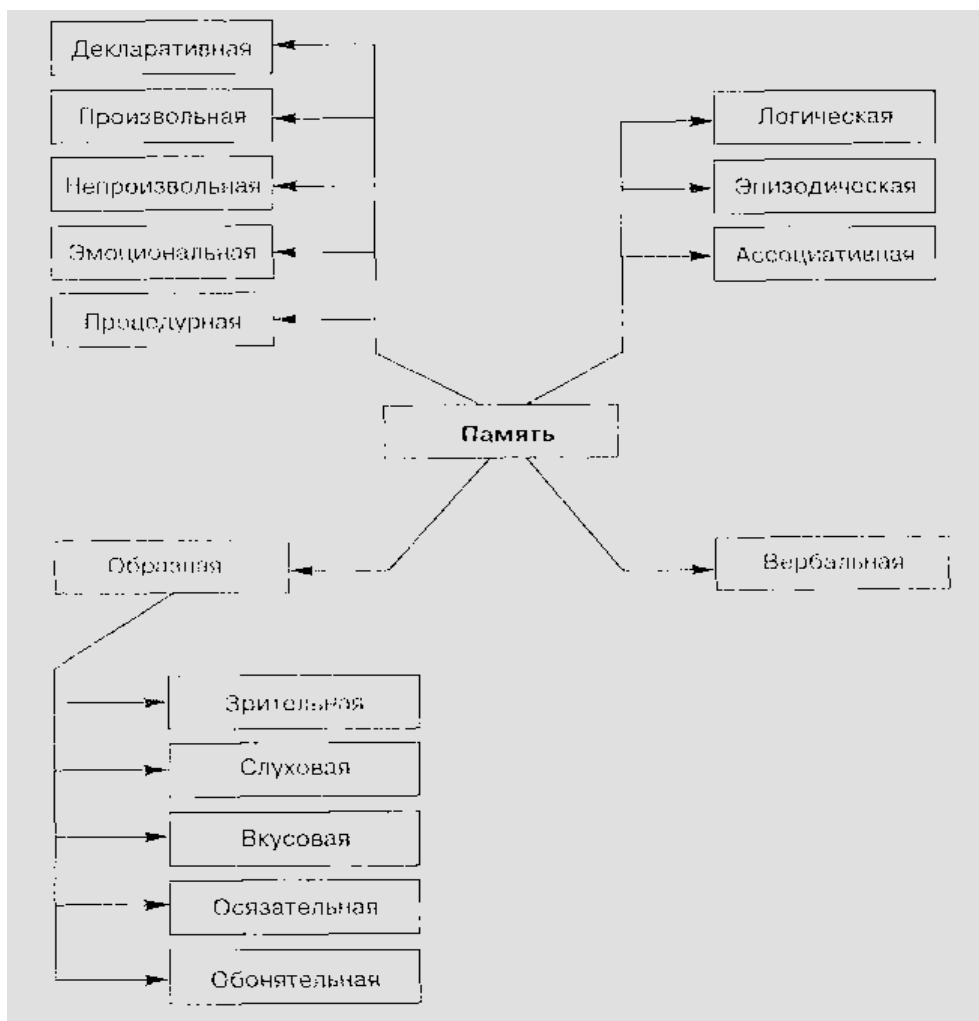 Декларативная
Произвольная
Непроизвольная
Эмоциональная
Процедурная
Логическая
Эпизодическая
Ассоциативная
Память
Образная
Вербальная
Зрительная
Слуховая
Вкусовая
Осязательная
Обонятельная